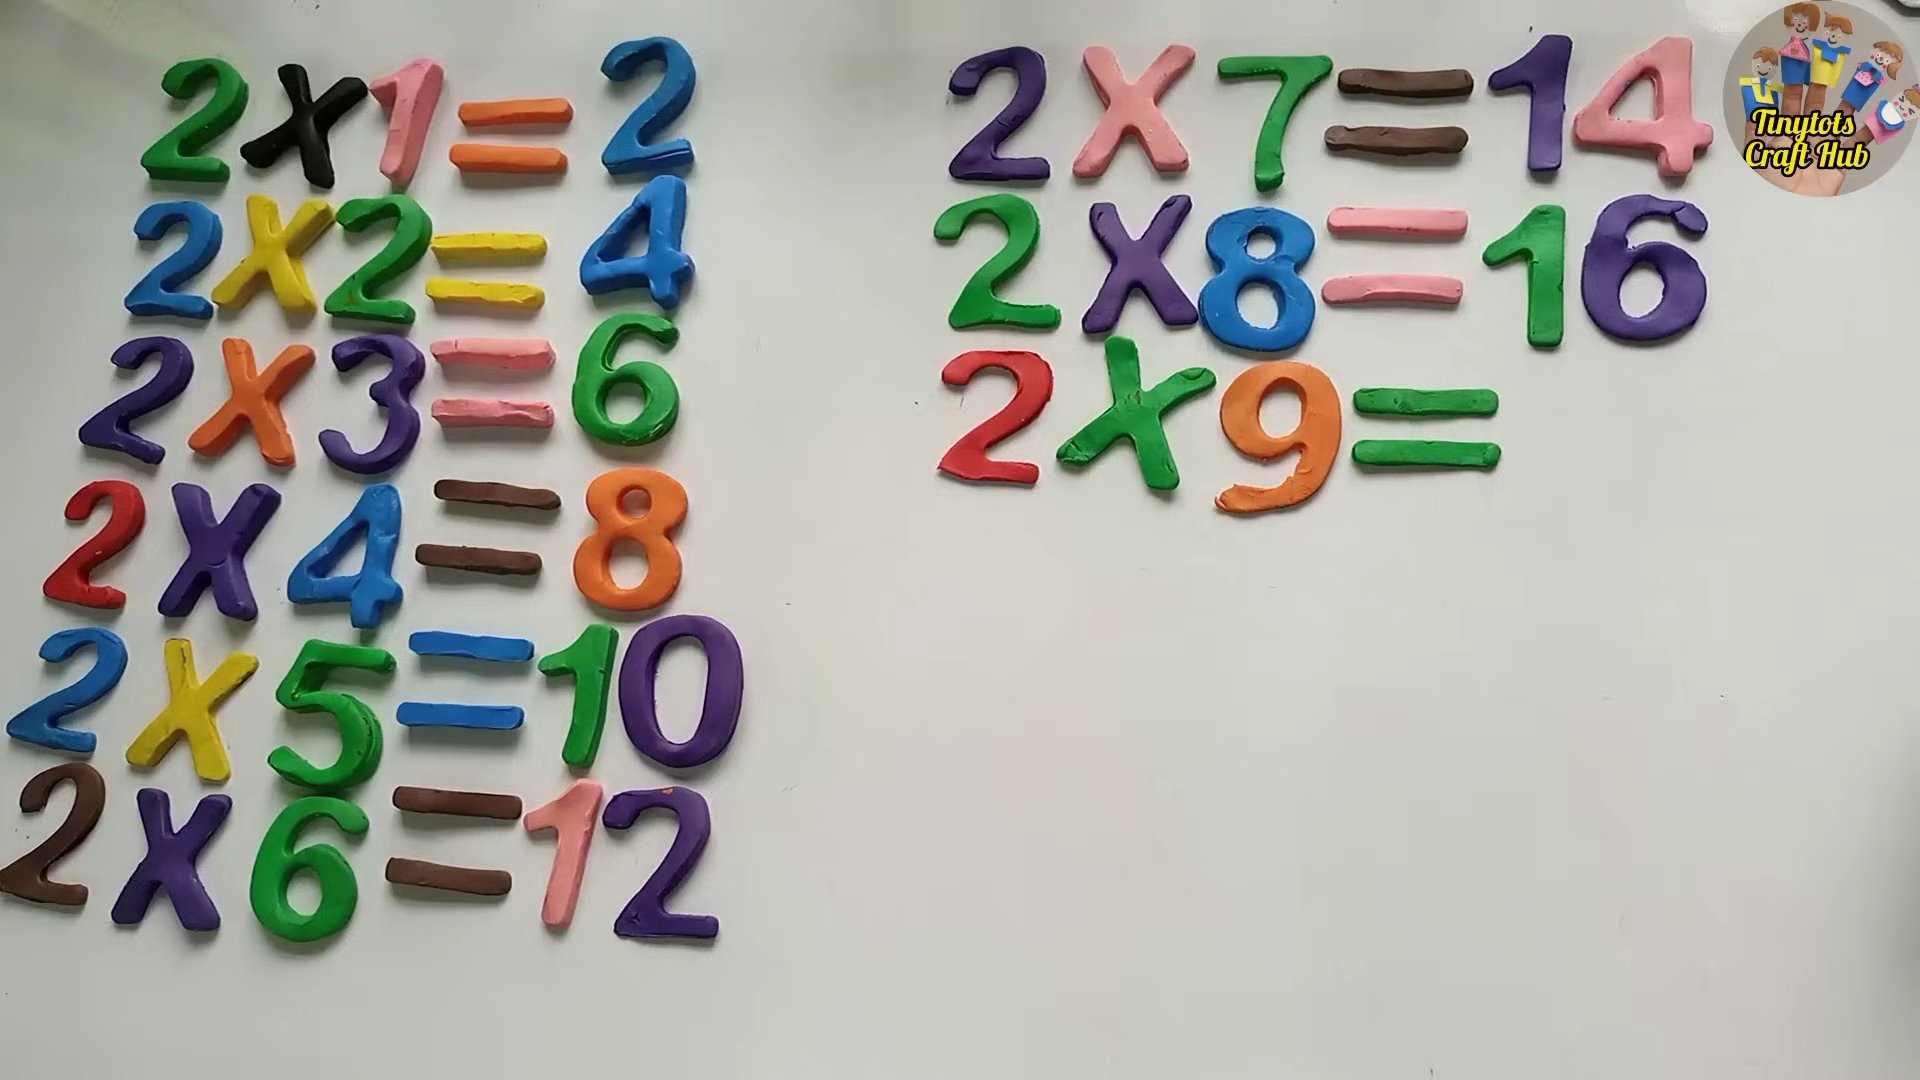 2x1=2
2x2=4
2x3=6
2x4=8
2x5=10
2x6=12
2x7=14
2x8=16
2x9=
Tinytots
Craft Hub